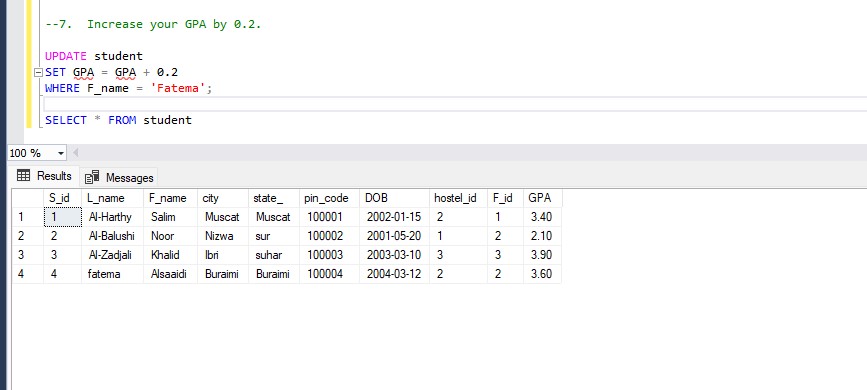 --7.  Increase your GPA by 0.2.
UPDATE student
SET GPA = GPA + 0.2
WHERE F_name = 'Fatema';
SELECT * FROM student
100 %
Results Messages
S_id L_name F_name city state_ pin_code DOB hostel_id F_id GPA
1 1 Al-Harthy Salim Muscat Muscat 100001 2002-01-15 2 1 3.40
2 2 Al-Balushi Noor Nizwa sur 100002 2001-05-20 1 2 2.10
3 3 Al-Zadjali Khalid Ibri suhar 100003 2003-03-10 3 3 3.90
4 4 fatema Alsaaidi Buraimi Buraimi 100004 2004-03-12 2 2 3.60